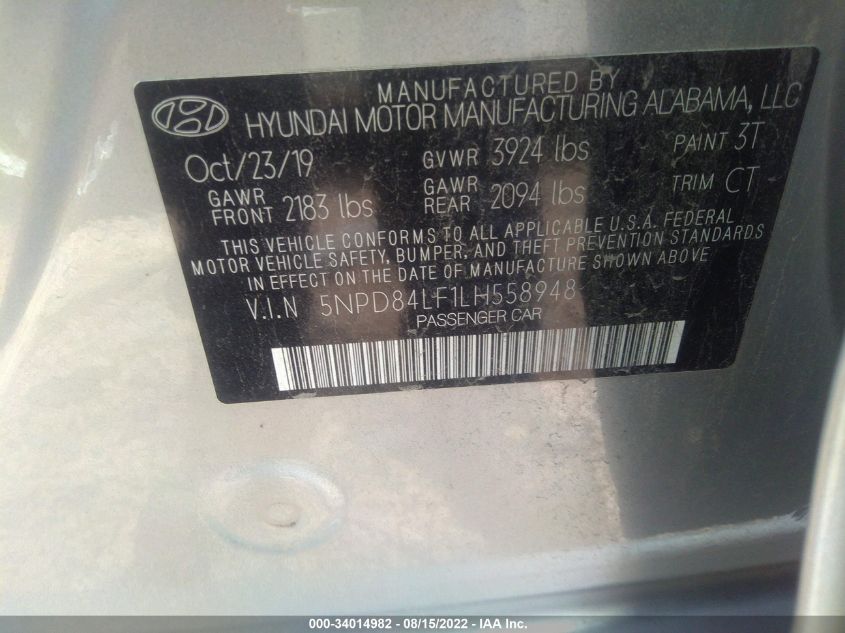 MANUFACTURED BY
HYUNDAI MOTOR MANUFACTURING ALABAMA, LLC
Oct/23/19 GVWR 3924 lbs PAINT 3T
GAWR FRONT 2183 lbs GAWR REAR 2094 lbs TRIM CT
THIS VEHICLE CONFORMS TO ALL APPLICABLE U.S.A. FEDERAL
MOTOR VEHICLE SAFETY, BUMPER, AND THEFT PREVENTION STANDARDS
IN EFFECT ON THE DATE OF MANUFACTURE SHOWN ABOVE
V.I.N 5NPD84LF1LH558948
PASSENGER CAR
000-34014982 - 08/15/2022 - IAA Inc.